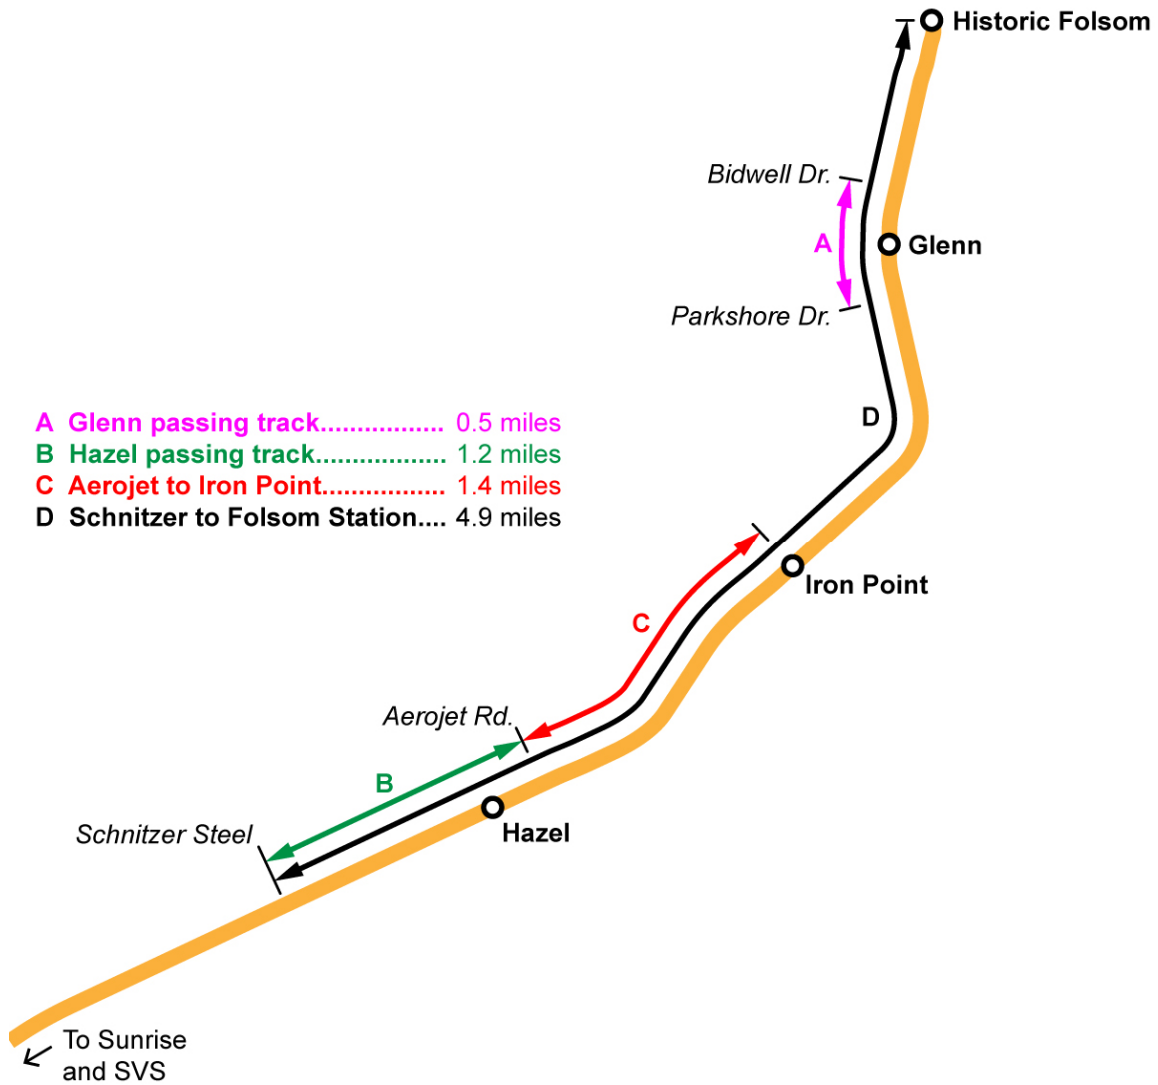 Historic Folsom
Bidwell Dr.
A
Glenn
Parkshore Dr.
D
A Glenn passing track................. 0.5 miles
B Hazel passing track.................. 1.2 miles
C Aerojet to Iron Point................. 1.4 miles
D Schnitzer to Folsom Station.... 4.9 miles
Iron Point
C
Aerojet Rd.
B
Schnitzer Steel
Hazel
To Sunrise
and SVS